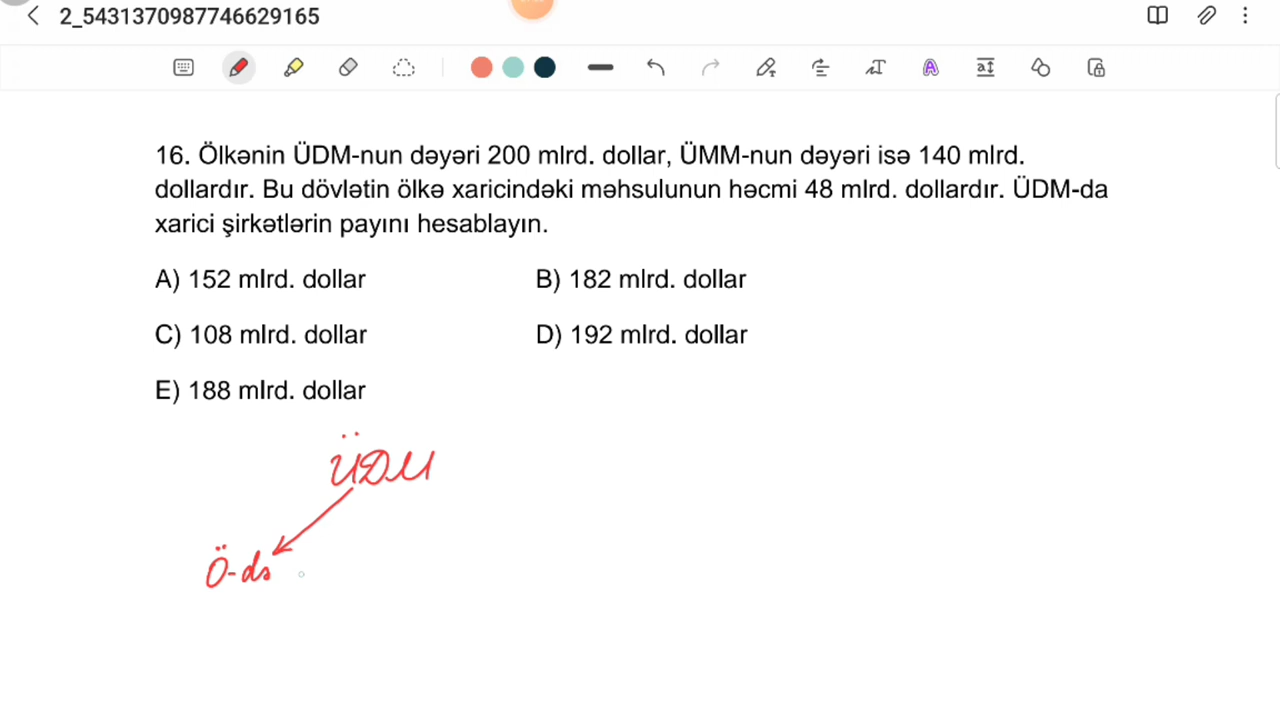 2_5431370987746629165
16. Ölkənin ÜDM-nun dəyəri 200 mlrd. dollar, ÜMM-nun dəyəri isə 140 mlrd.
dollardır. Bu dövlətin ölkə xaricindəki məhsulunun həcmi 48 mlrd. dollardır. ÜDM-da
xarici şirkətlərin payını hesablayın.
A) 152 mlrd. dollar
B) 182 mlrd. dollar
C) 108 mlrd. dollar
D) 192 mlrd. dollar
E) 188 mlrd. dollar
ÜDM
Ö-də